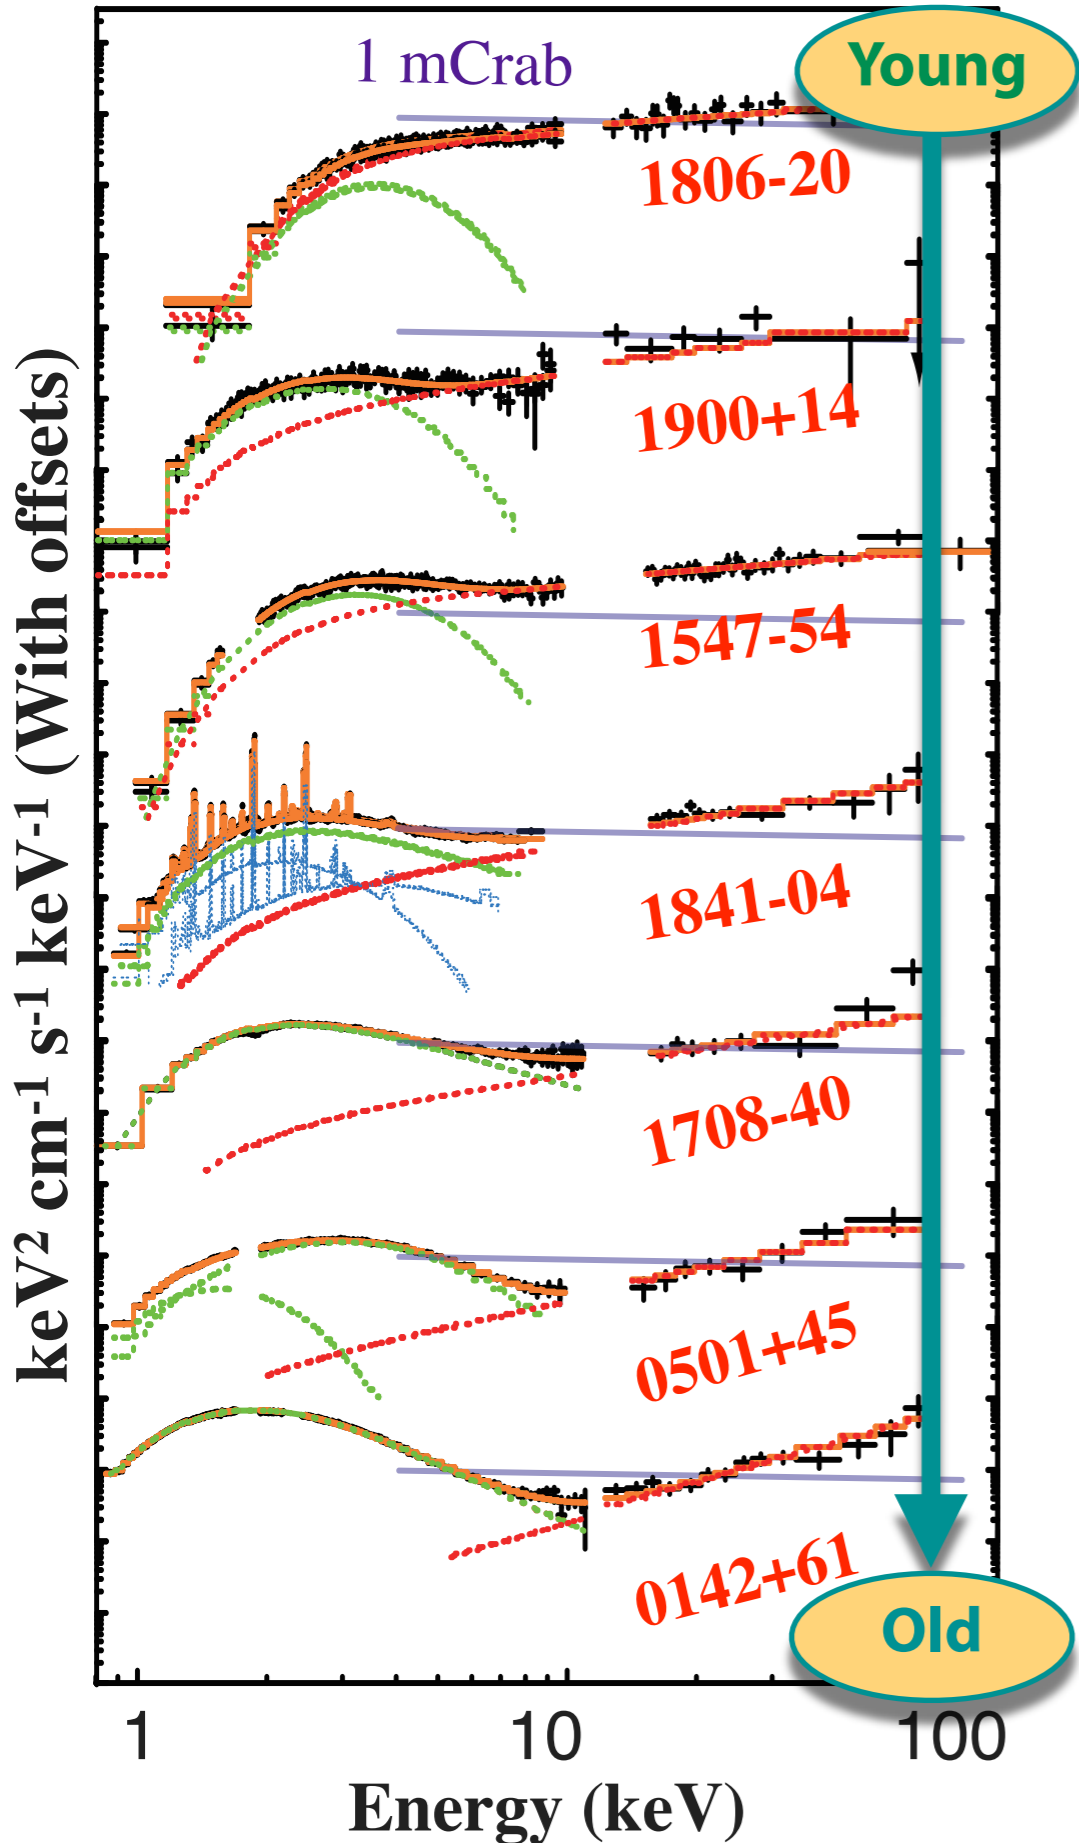 Young
1 mCrab
1806-20
1900+14
1547-54
1841-04
1708-40
0501+45
0142+61
Old
keV² cm⁻¹ s⁻¹ keV⁻¹ (With offsets)
1 10 100
Energy (keV)